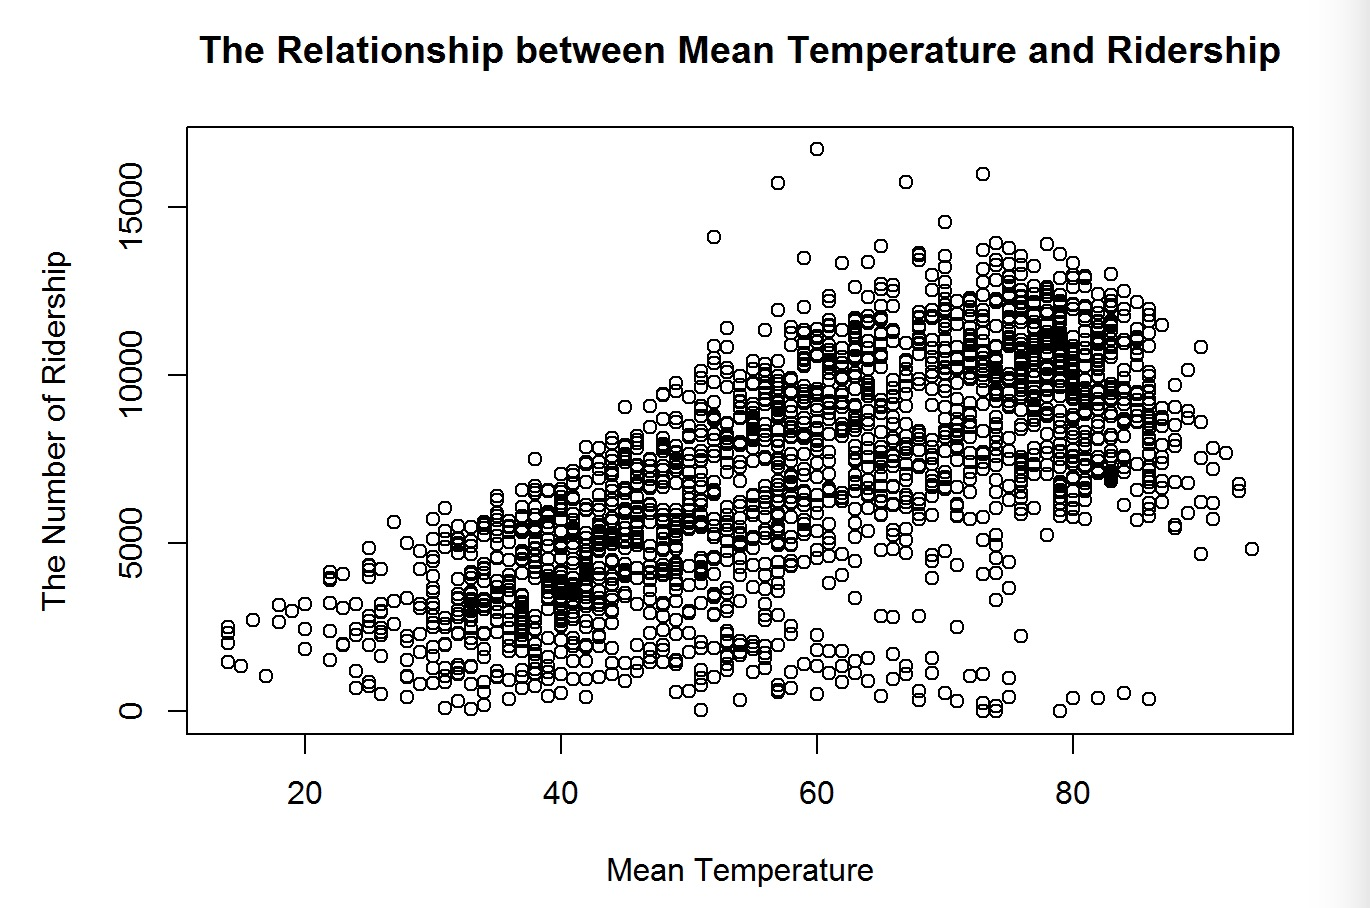 The Relationship between Mean Temperature and Ridership
The Number of Ridership
15000
10000
5000
0
20 40 60 80
Mean Temperature